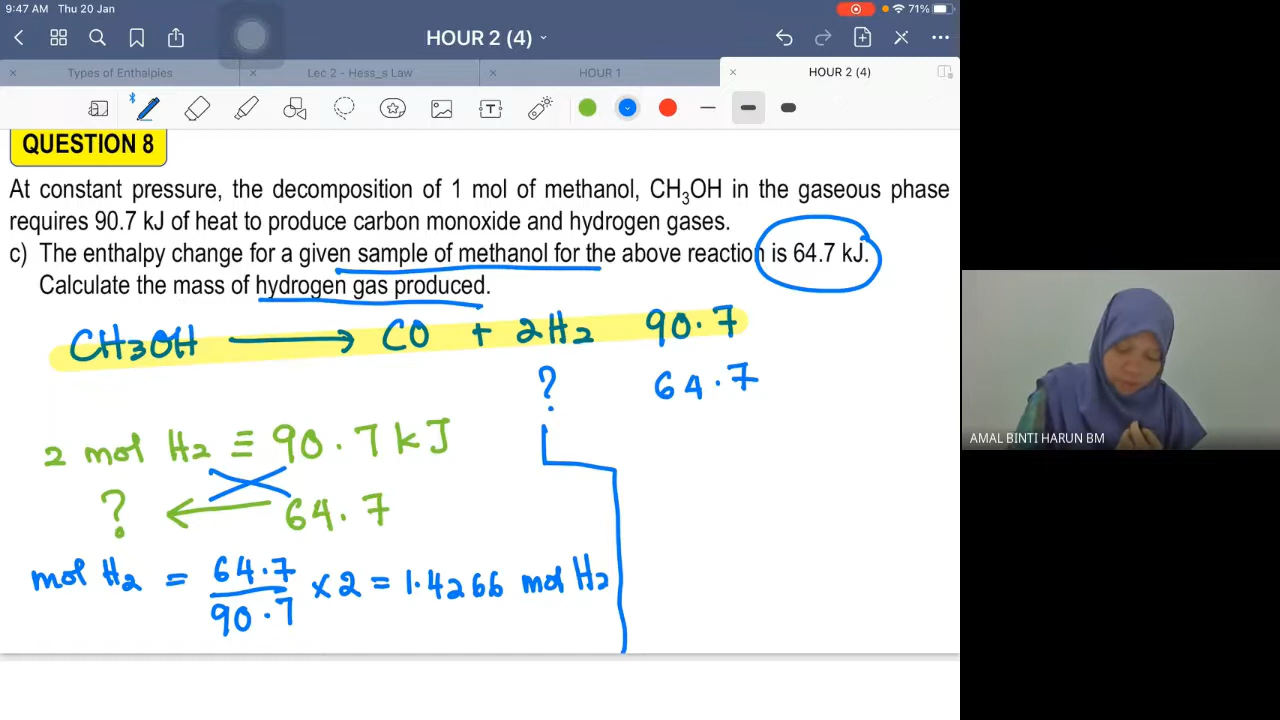 9:47 AM Thu 20 Jan
71%
HOUR 2 (4)
Types of Enthalpies
Lec 2 - Hess_s Law
HOUR 1
HOUR 2 (4)
QUESTION 8
At constant pressure, the decomposition of 1 mol of methanol, CH₃OH in the gaseous phase
requires 90.7 kJ of heat to produce carbon monoxide and hydrogen gases.
c) The enthalpy change for a given sample of methanol for the above reaction is 64.7 kJ.
Calculate the mass of hydrogen gas produced.
CH3OH ⟶ CO + 2H2 90.7
? 64.7
2 mol H2 ≡ 90.7 kJ
? ← 64.7
mol H2 = 64.7/90.7 × 2 = 1.4266 mol H2
AMAL BINTI HARUN BM